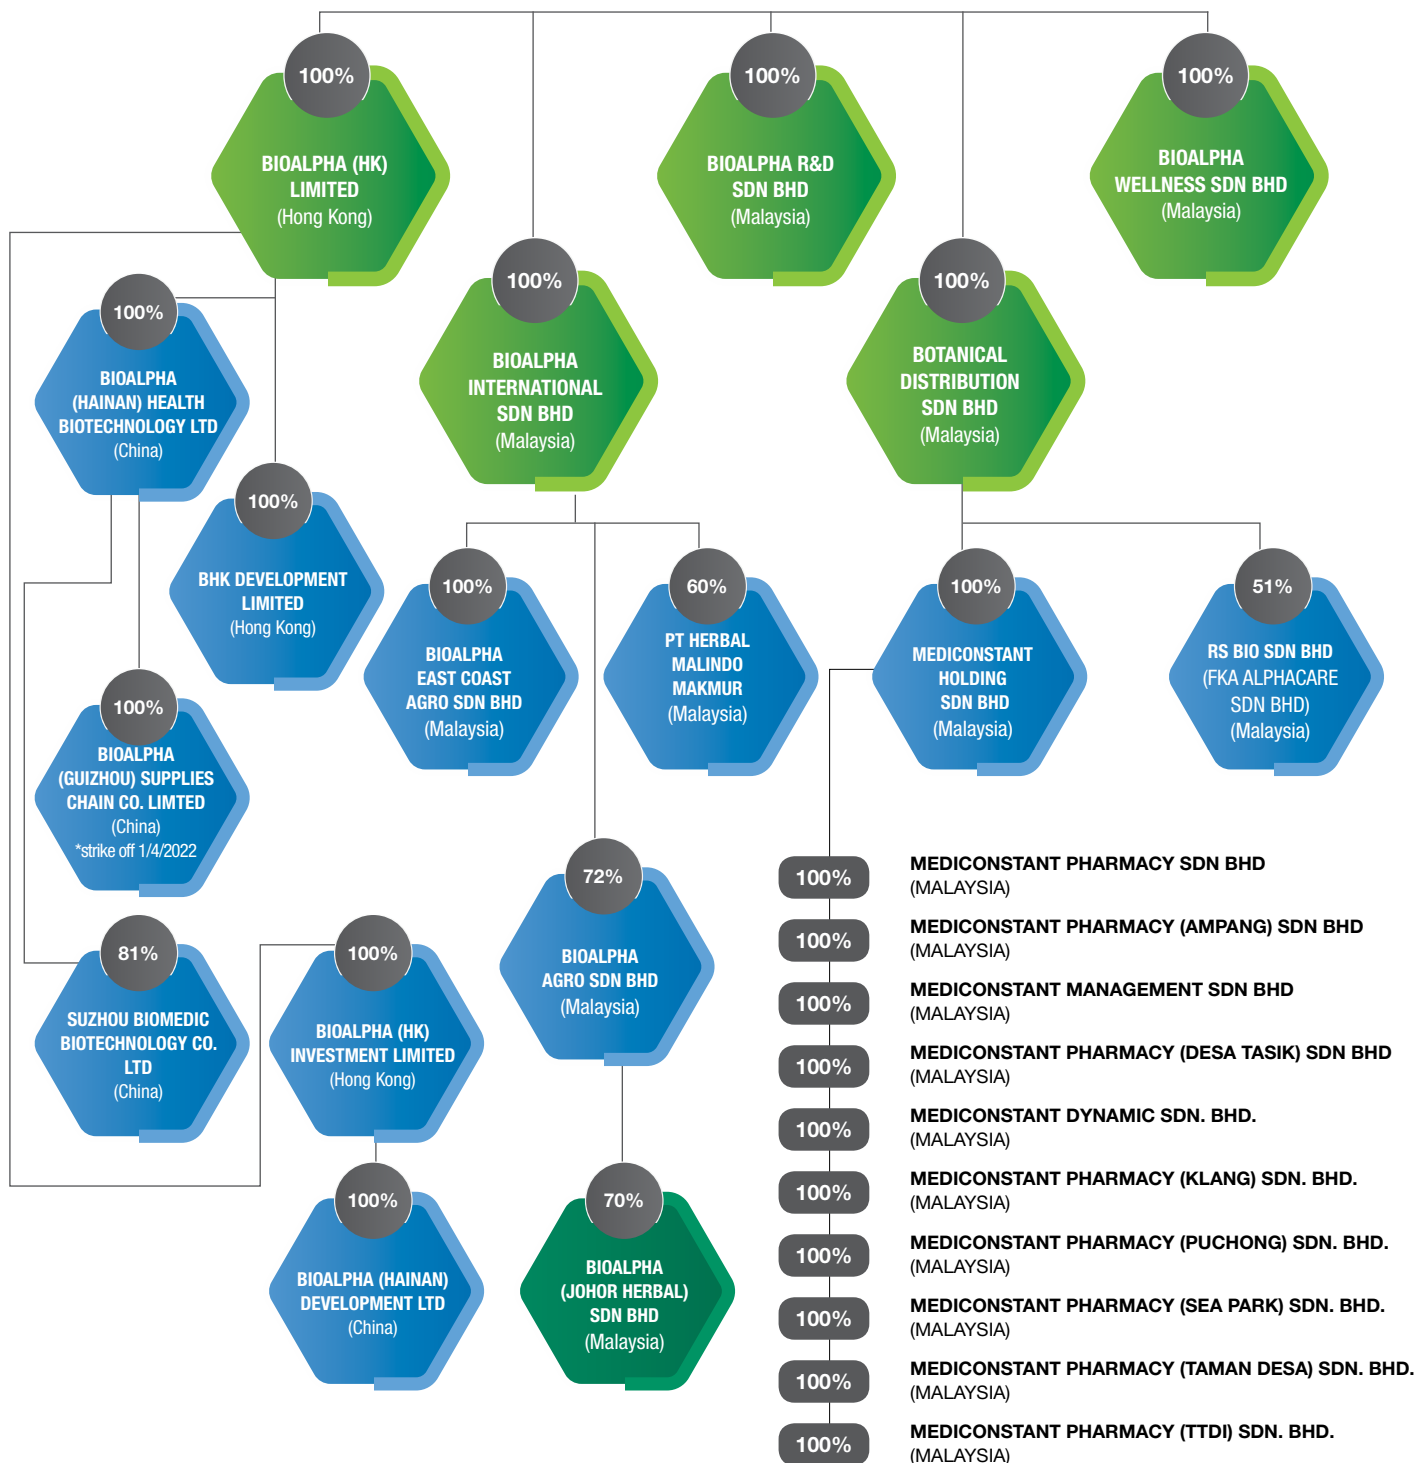 100%
BIOALPHA (HK)
LIMITED
(Hong Kong)
100%
BIOALPHA R&D
SDN BHD
(Malaysia)
100%
BIOALPHA
WELLNESS SDN BHD
(Malaysia)
100%
BIOALPHA
INTERNATIONAL
SDN BHD
(Malaysia)
100%
BOTANICAL
DISTRIBUTION
SDN BHD
(Malaysia)
100%
BIOALPHA
(HAINAN) HEALTH
BIOTECHNOLOGY LTD
(China)
100%
BHK DEVELOPMENT
LIMITED
(Hong Kong)
100%
BIOALPHA
EAST COAST
AGRO SDN BHD
(Malaysia)
60%
PT HERBAL
MALINDO
MAKMUR
(Malaysia)
100%
MEDICONSTANT
HOLDING
SDN BHD
(Malaysia)
51%
RS BIO SDN BHD
(FKA ALPHACARE
SDN BHD)
(Malaysia)
100%
BIOALPHA
(GUIZHOU) SUPPLIES
CHAIN CO. LIMTED
(China)
*strike off 1/4/2022
81%
SUZHOU BIOMEDIC
BIOTECHNOLOGY CO.
LTD
(China)
100%
BIOALPHA (HK)
INVESTMENT LIMITED
(Hong Kong)
72%
BIOALPHA
AGRO SDN BHD
(Malaysia)
100%
BIOALPHA (HAINAN)
DEVELOPMENT LTD
(China)
70%
BIOALPHA
(JOHOR HERBAL)
SDN BHD
(Malaysia)
100%
MEDICONSTANT PHARMACY SDN BHD
(MALAYSIA)
100%
MEDICONSTANT PHARMACY (AMPANG) SDN BHD
(MALAYSIA)
100%
MEDICONSTANT MANAGEMENT SDN BHD
(MALAYSIA)
100%
MEDICONSTANT PHARMACY (DESA TASIK) SDN BHD
(MALAYSIA)
100%
MEDICONSTANT DYNAMIC SDN. BHD.
(MALAYSIA)
100%
MEDICONSTANT PHARMACY (KLANG) SDN. BHD.
(MALAYSIA)
100%
MEDICONSTANT PHARMACY (PUCHONG) SDN. BHD.
(MALAYSIA)
100%
MEDICONSTANT PHARMACY (SEA PARK) SDN. BHD.
(MALAYSIA)
100%
MEDICONSTANT PHARMACY (TAMAN DESA) SDN. BHD.
(MALAYSIA)
100%
MEDICONSTANT PHARMACY (TTDI) SDN. BHD.
(MALAYSIA)